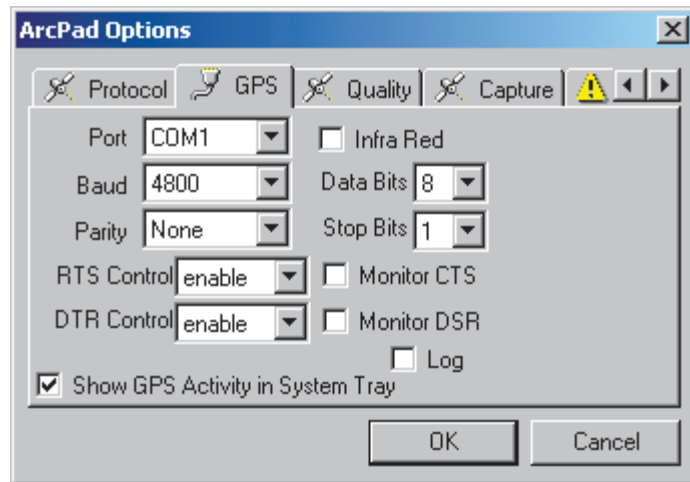 ArcPad Options
Protocol GPS Quality Capture
Port COM1 Infra Red
Baud 4800 Data Bits 8
Parity None Stop Bits 1
RTS Control enable Monitor CTS
DTR Control enable Monitor DSR
Log
Show GPS Activity in System Tray
OK Cancel